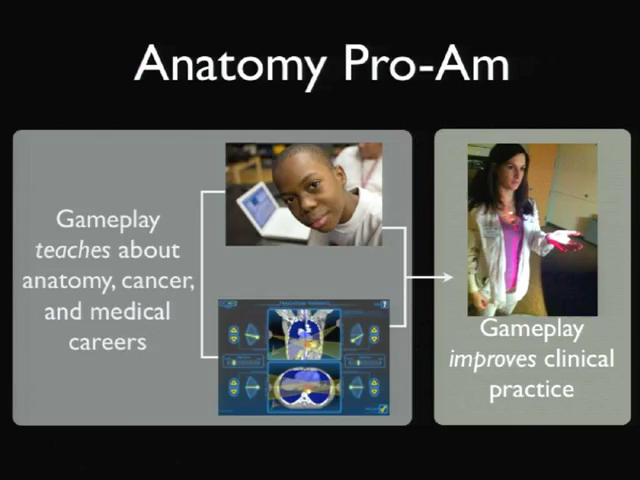 Anatomy Pro-Am
Gameplay
teaches about
anatomy, cancer,
and medical
careers
Gameplay
improves clinical
practice